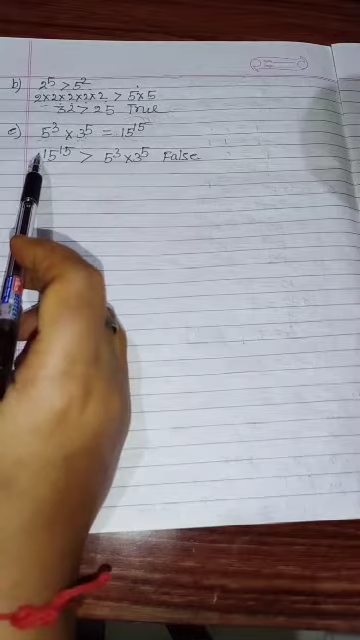 b) 2⁵ > 5²
2×2×2×2×2 > 5×5
32 > 25 True
c) 5³ × 3⁵ = 15¹⁵
15¹⁵ > 5³ × 3⁵ False